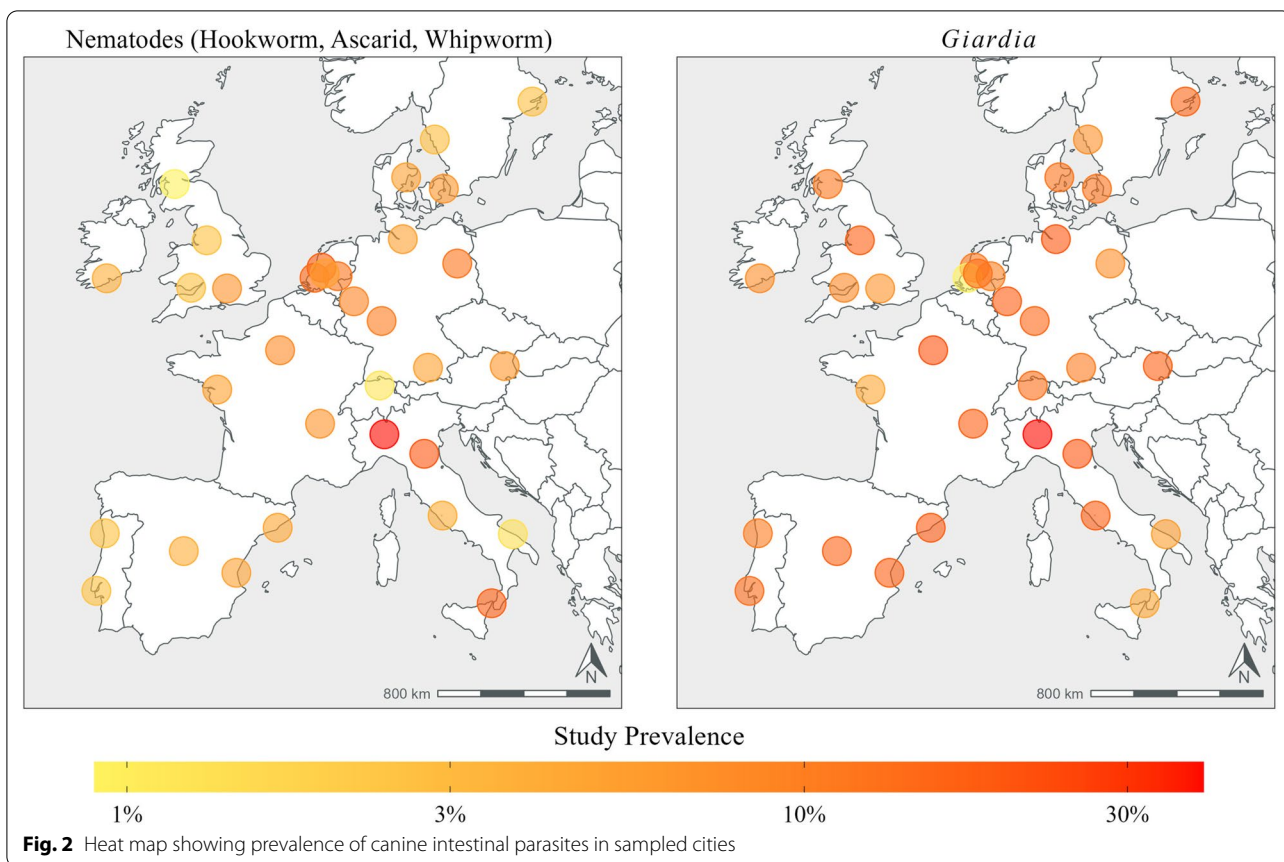 Nematodes (Hookworm, Ascarid, Whipworm)
Giardia
N
800 km
N
800 km
Study Prevalence
1% 3% 10% 30%
Fig. 2 Heat map showing prevalence of canine intestinal parasites in sampled cities